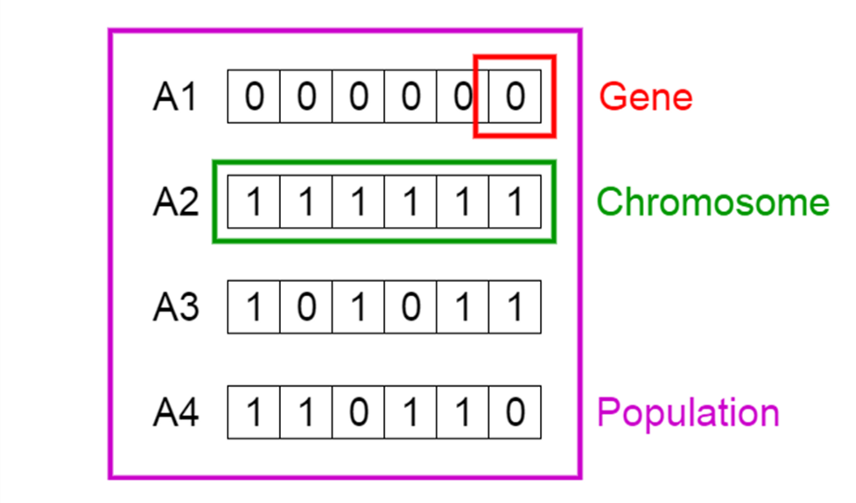 A1 0 0 0 0 0 0 Gene
A2 1 1 1 1 1 1 Chromosome
A3 1 0 1 0 1 1
A4 1 1 0 1 1 0 Population